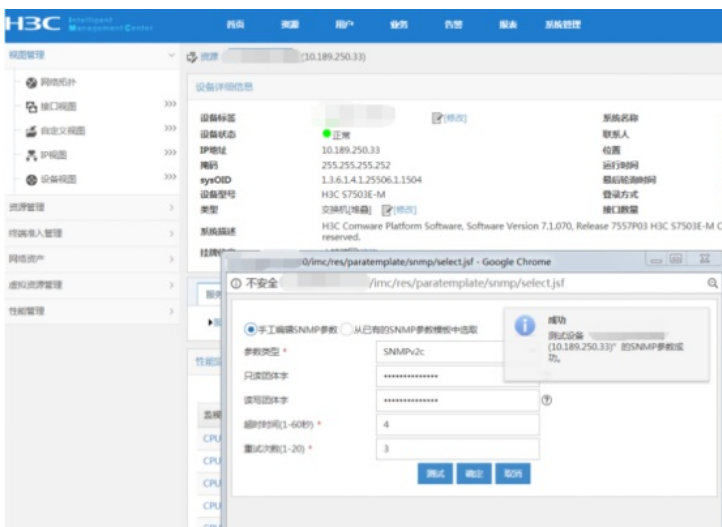 H3C Intelligent Management Center
首页 资源 用户 业务 告警 报表 系统管理
视图管理
网络拓扑
接口视图
自定义视图
IP视图
设备视图
资源管理
终端准入管理
网络资产
虚拟资源管理
性能管理
资源 (10.189.250.33)
设备详细信息
设备标签 [修改] 系统名称
设备状态 正常 联系人
IP地址 10.189.250.33 位置
掩码 255.255.255.252 运行时间
sysOID 1.3.6.1.4.1.25506.1.1504 最后轮询时间
设备型号 H3C S7503E-M 登录方式
类型 交换机[堆叠] [修改] 接口数量
系统描述 H3C Comware Platform Software, Software Version 7.1.070, Release 7557P03 H3C S7503E-M C
reserved.
0/imc/res/paratemplate/snmp/select.jsf - Google Chrome
不安全 /imc/res/paratemplate/snmp/select.jsf
手工编辑SNMP参数 从已有的SNMP参数模板中选取
参数类型 * SNMPv2c
只读团体字 ••••••••••••••
读写团体字 ••••••••••••••
超时时间(1-60秒) * 4
重试次数(1-20) * 3
测试 确定 取消
成功
测试设备
(10.189.250.33)" 的SNMP参数成
功。
CPU
CPU
CPU
CPU